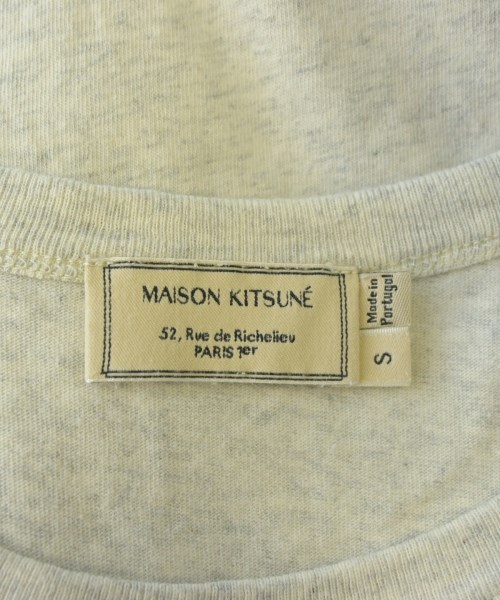 MAISON KITSUNÉ
52, Rue de Richelieu
PARIS 1er
Made in
Portugal
S